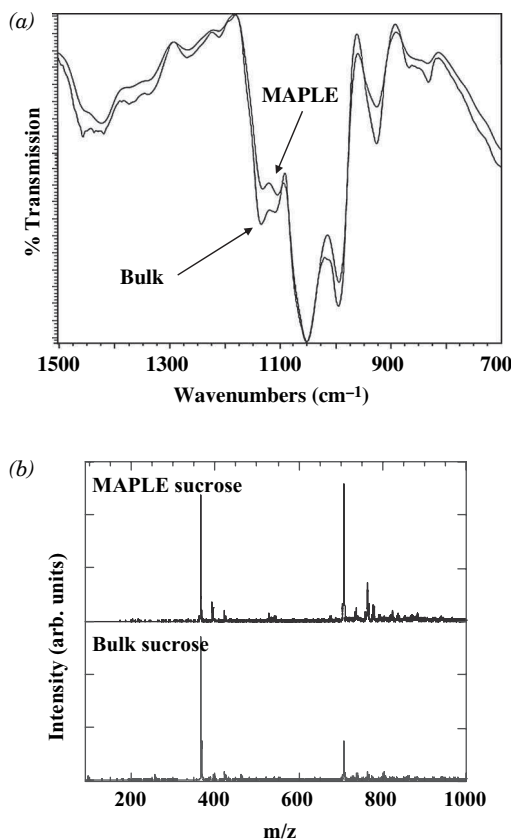 (a)
% Transmission
MAPLE
Bulk
1500 1300 1100 900 700
Wavenumbers (cm⁻¹)
(b)
Intensity (arb. units)
MAPLE sucrose
Bulk sucrose
200 400 600 800 1000
m/z